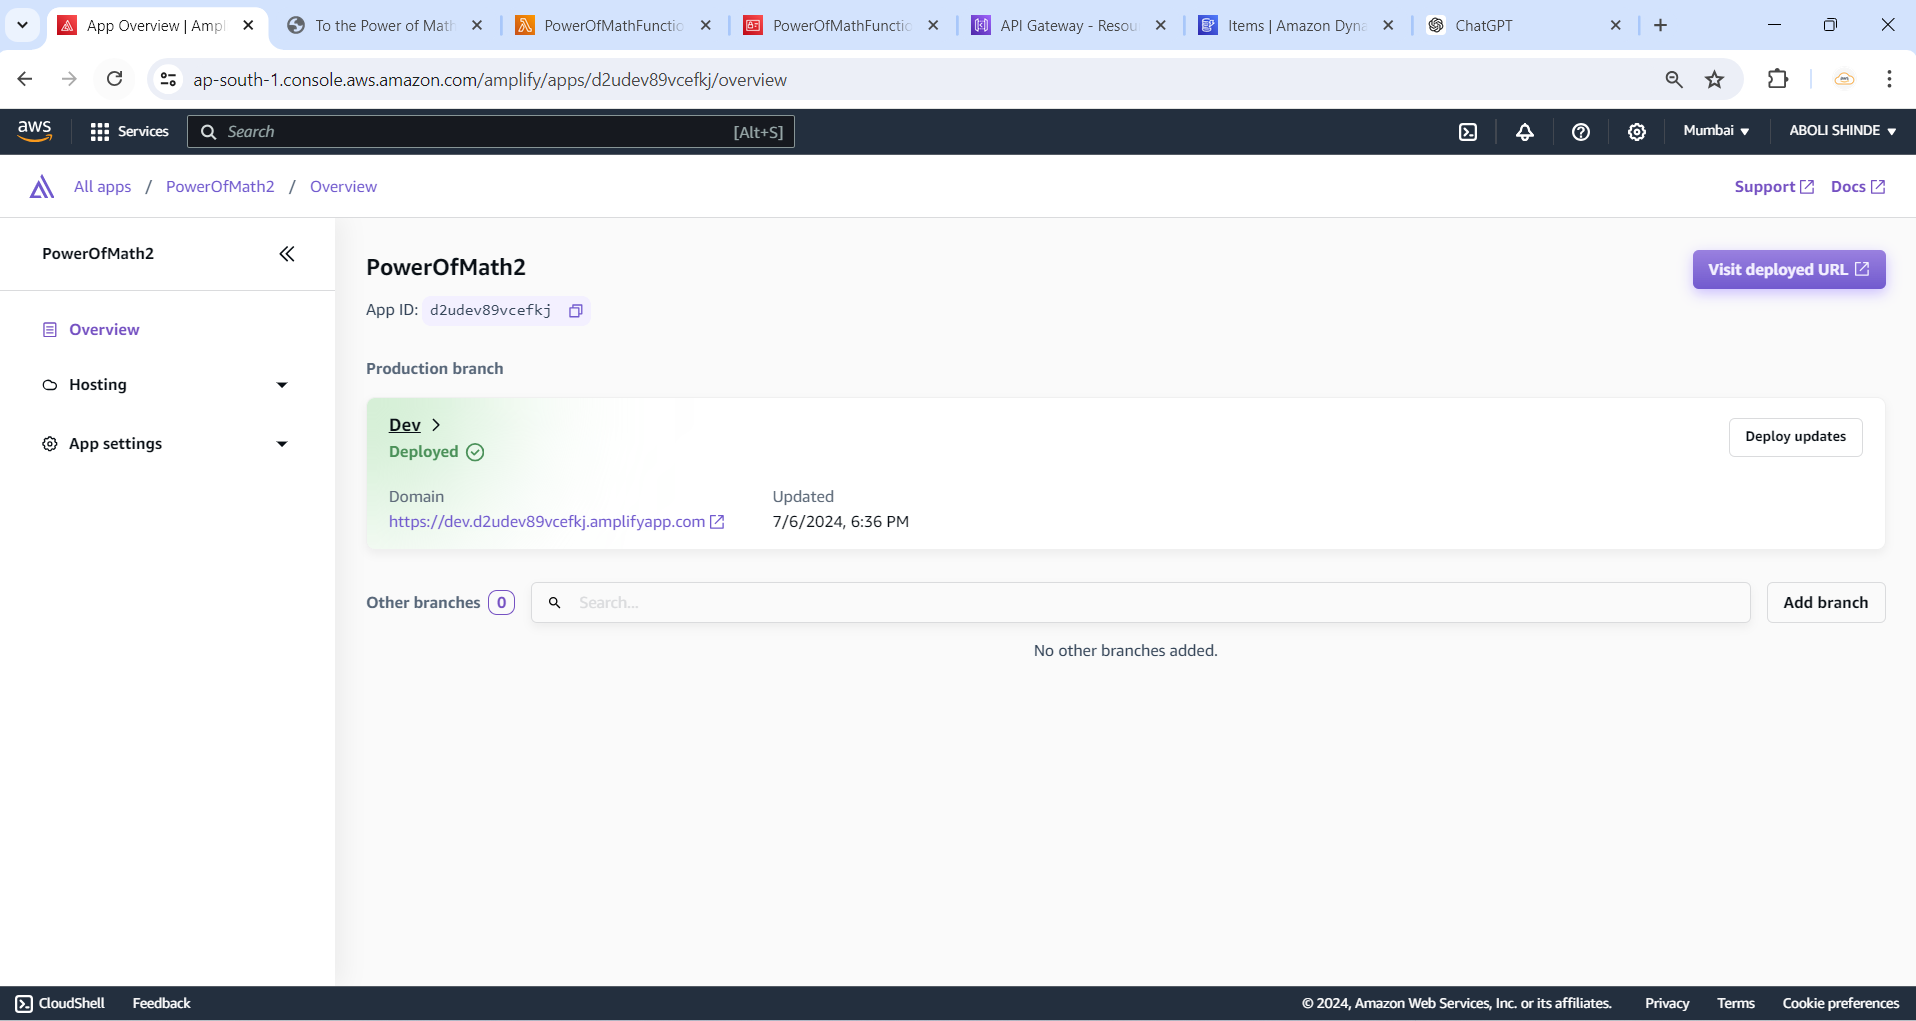 App Overview | Ampl
To the Power of Math
PowerOfMathFunctio
PowerOfMathFunctio
API Gateway - Resou
Items | Amazon Dyna
ChatGPT
ap-south-1.console.aws.amazon.com/amplify/apps/d2udev89vcefkj/overview
aws
Services
Search
[Alt+S]
Mumbai
ABOLI SHINDE
All apps / PowerOfMath2 / Overview
Support
Docs
PowerOfMath2
Overview
Hosting
App settings
PowerOfMath2
Visit deployed URL
App ID: d2udev89vcefkj
Production branch
Dev
Deployed
Deploy updates
Domain
https://dev.d2udev89vcefkj.amplifyapp.com
Updated
7/6/2024, 6:36 PM
Other branches 0
Search...
Add branch
No other branches added.
CloudShell
Feedback
© 2024, Amazon Web Services, Inc. or its affiliates.
Privacy
Terms
Cookie preferences